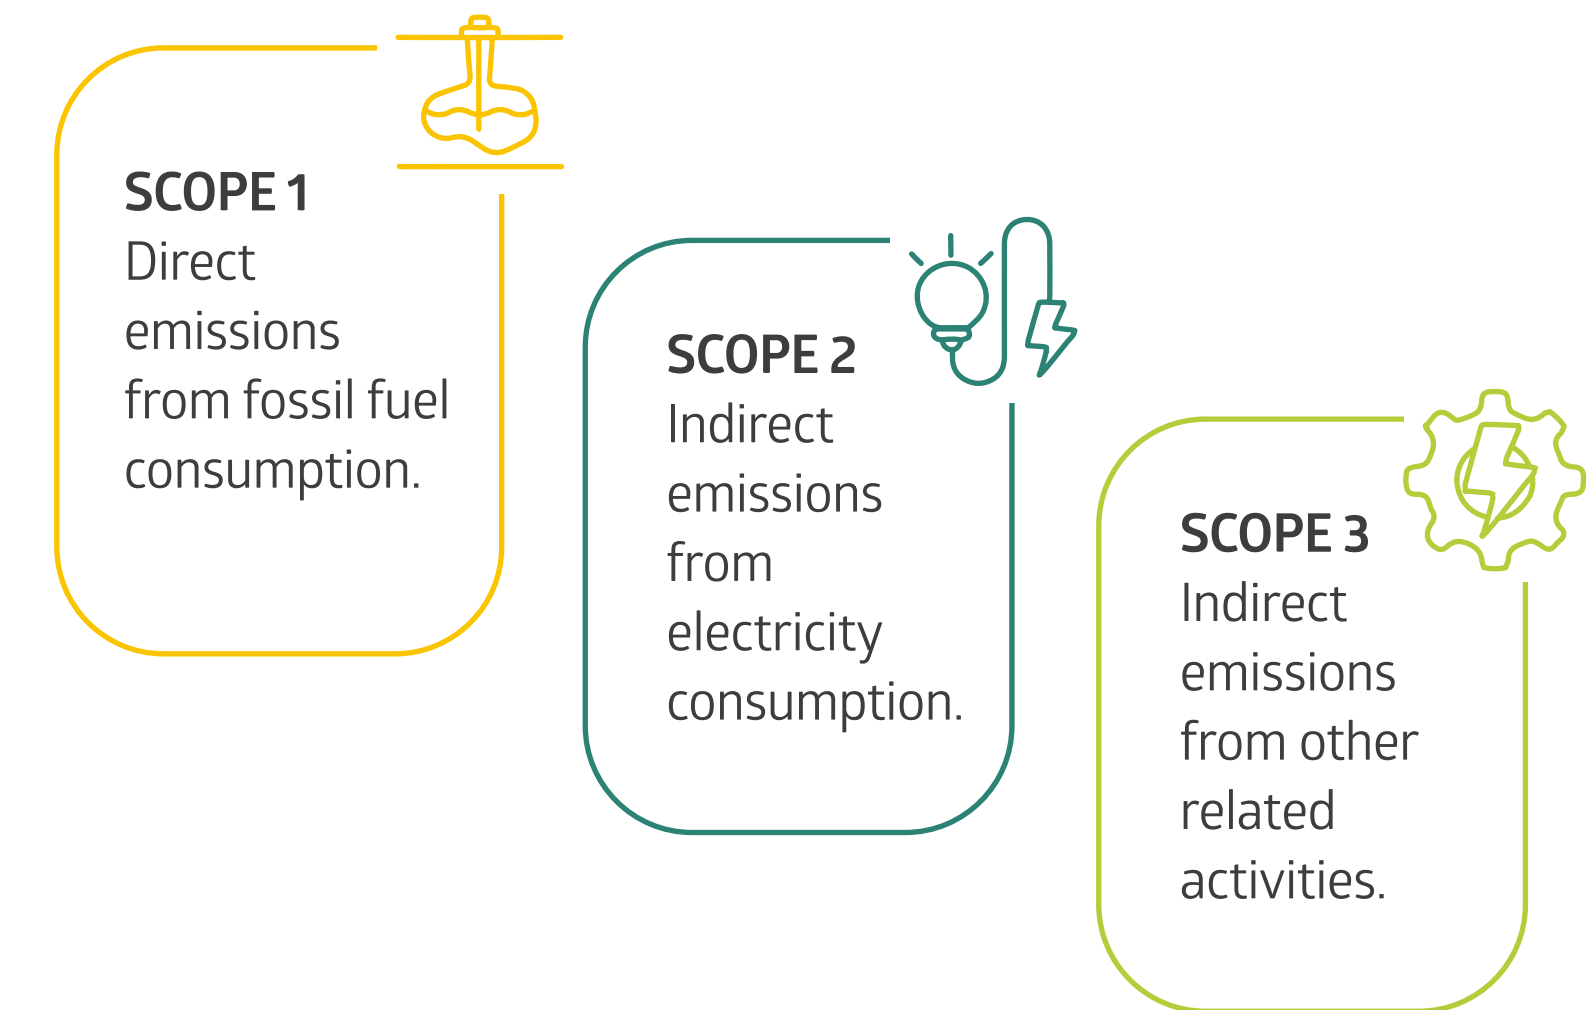 SCOPE 1
Direct
emissions
from fossil fuel
consumption.
SCOPE 2
Indirect
emissions
from
electricity
consumption.
SCOPE 3
Indirect
emissions
from other
related
activities.